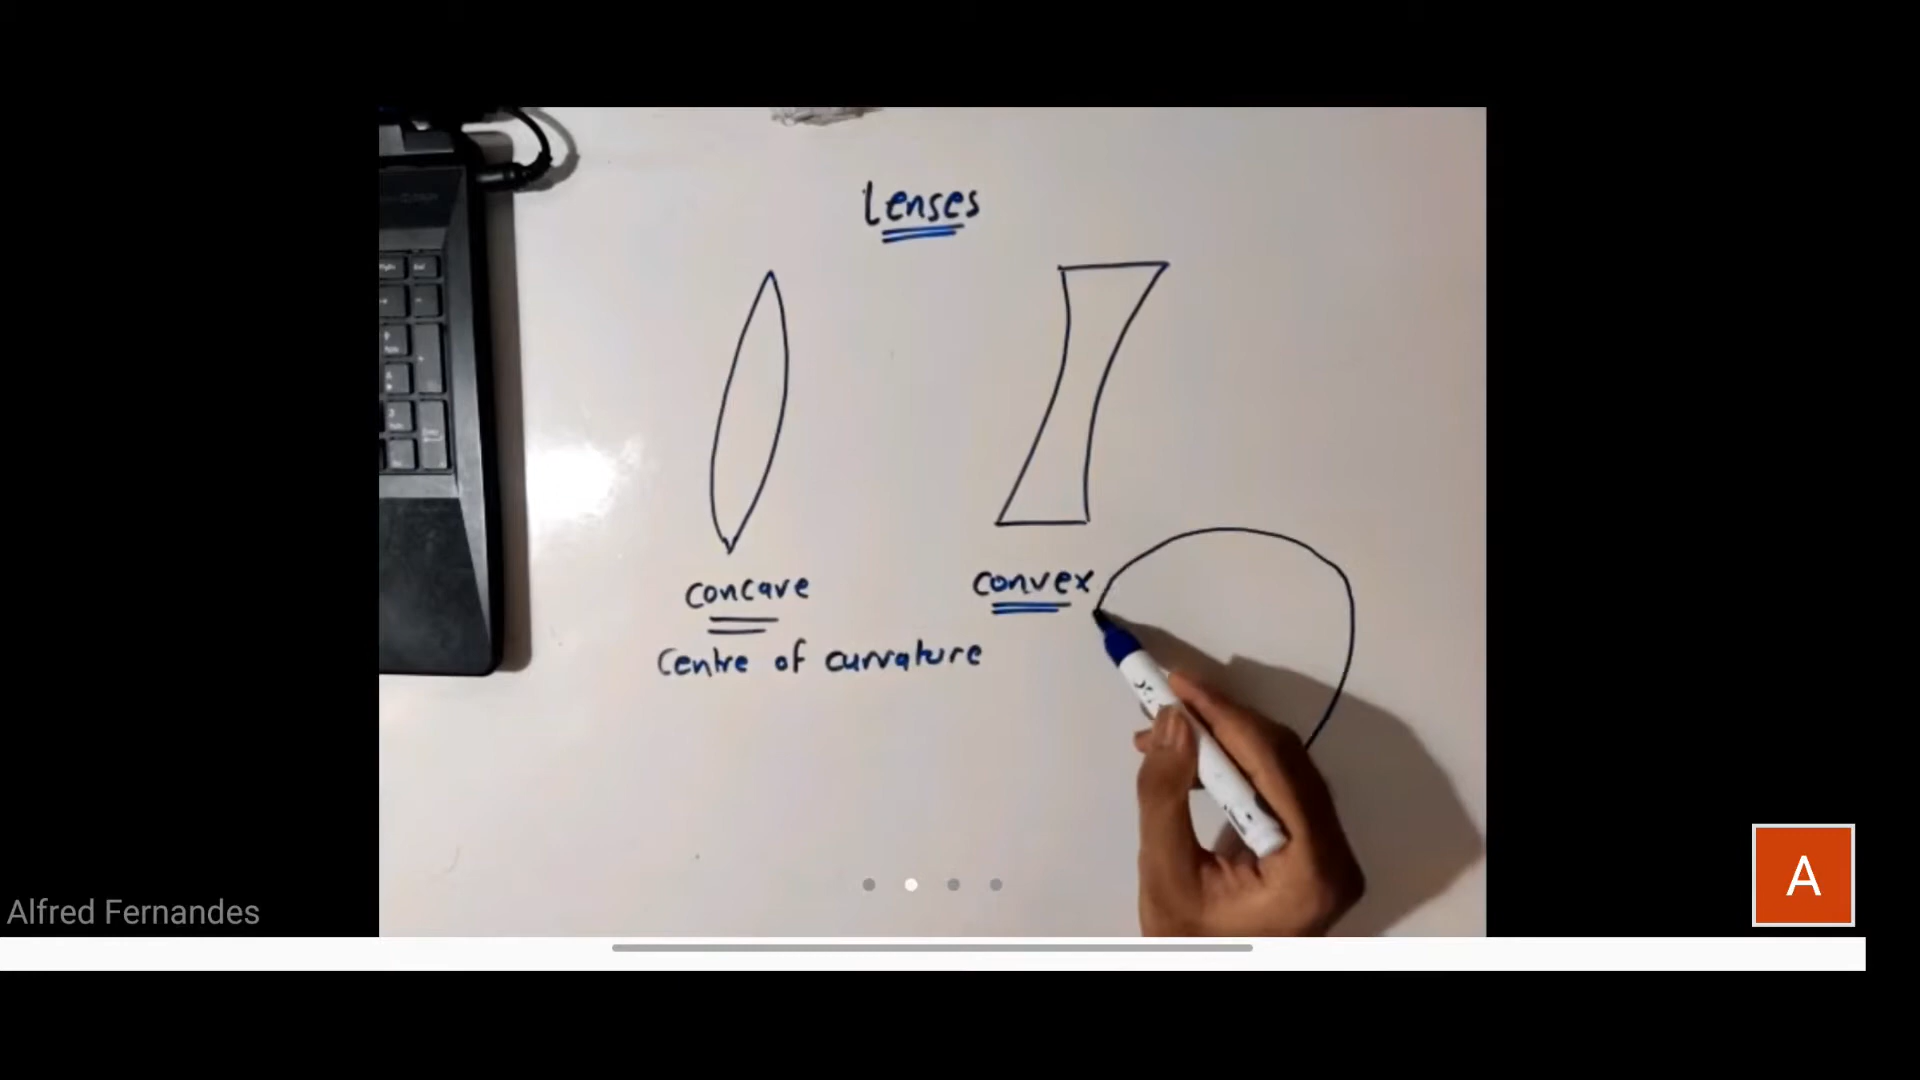 Lenses
concave
convex
Centre of curvature
Alfred Fernandes
A